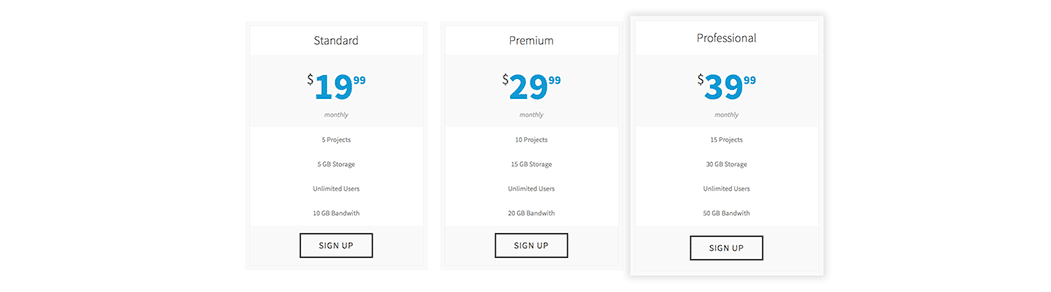 Standard
$19.99
monthly
5 Projects
5 GB Storage
Unlimited Users
10 GB Bandwith
SIGN UP
Premium
$29.99
monthly
10 Projects
15 GB Storage
Unlimited Users
20 GB Bandwith
SIGN UP
Professional
$39.99
monthly
15 Projects
30 GB Storage
Unlimited Users
50 GB Bandwith
SIGN UP